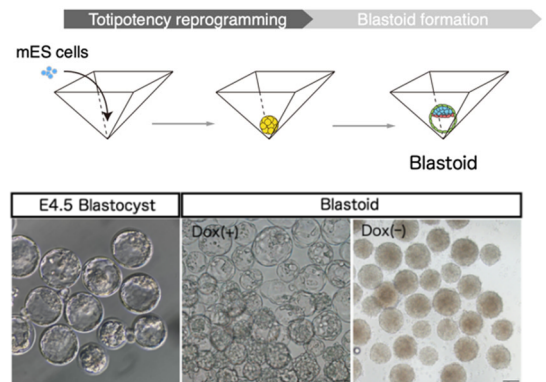 Totipotency reprogramming
Blastoid formation
mES cells
Blastoid
E4.5 Blastocyst
Blastoid
Dox(+)
Dox(-)